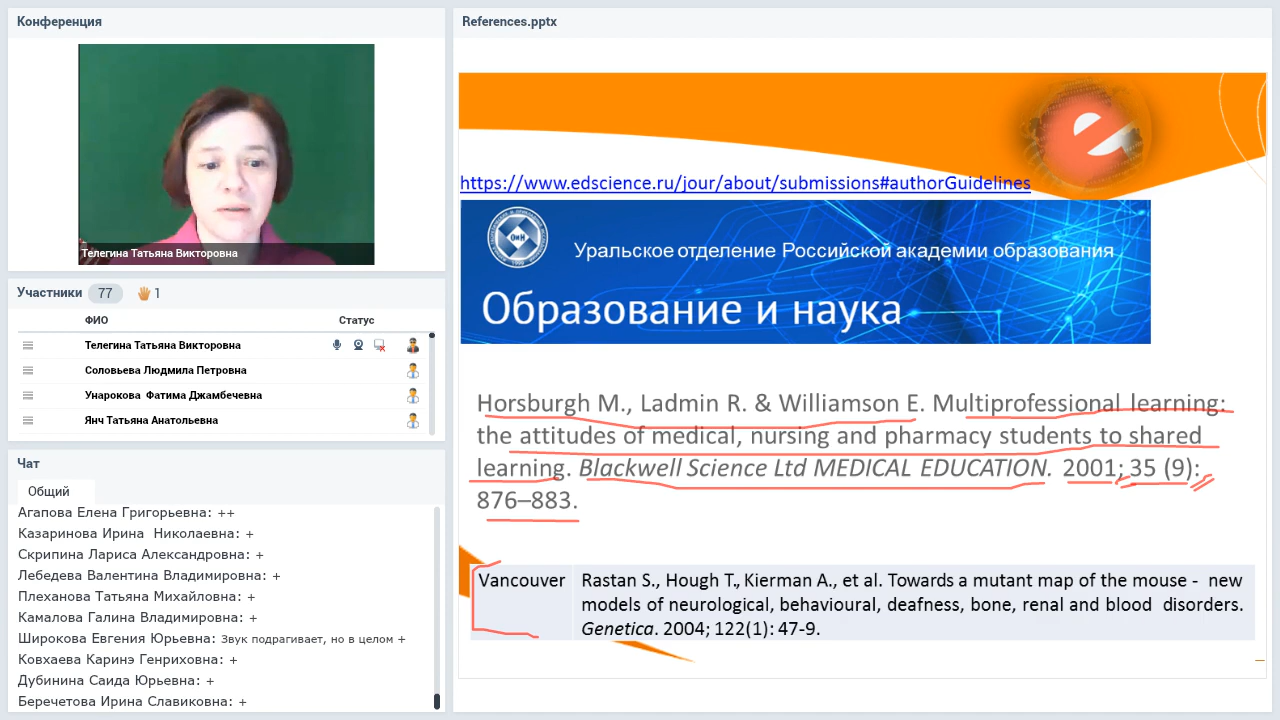 Конференция
Телегина Татьяна Викторовна
Участники 77 1
ФИО Статус
Телегина Татьяна Викторовна
Соловьева Людмила Петровна
Унарокова Фатима Джамбечевна
Янч Татьяна Анатольевна
Чат
Общий
Агапова Елена Григорьевна: ++
Казаринова Ирина Николаевна: +
Скрипина Лариса Александровна: +
Лебедева Валентина Владимировна: +
Плеханова Татьяна Михайловна: +
Камалова Галина Владимировна: +
Широкова Евгения Юрьевна: Звук подрагивает, но в целом +
Ковхаева Каринэ Генриховна: +
Дубинина Саида Юрьевна: +
Беречетова Ирина Славиковна: +
References.pptx
https://www.edscience.ru/jour/about/submissions#authorGuidelines
ОиН
Уральское отделение Российской академии образования
Образование и наука
Horsburgh M., Ladmin R. & Williamson E. Multiprofessional learning:
the attitudes of medical, nursing and pharmacy students to shared
learning. Blackwell Science Ltd MEDICAL EDUCATION. 2001; 35 (9):
876–883.
Vancouver Rastan S., Hough T., Kierman A., et al. Towards a mutant map of the mouse - new
models of neurological, behavioural, deafness, bone, renal and blood disorders.
Genetica. 2004; 122(1): 47-9.